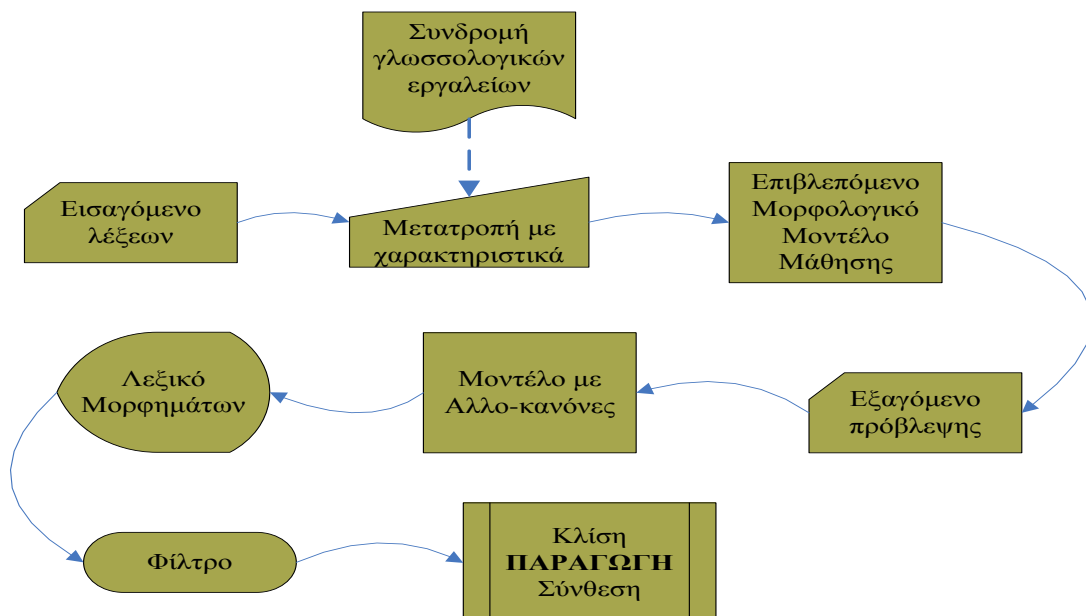 Συνδρομή
γλωσσολογικών
εργαλείων
Εισαγόμενο
λέξεων
Μετατροπή με
χαρακτηριστικά
Επιβλεπόμενο
Μορφολογικό
Μοντέλο
Μάθησης
Λεξικό
Μορφημάτων
Μοντέλο με
Αλλο-κανόνες
Εξαγόμενο
πρόβλεψης
Φίλτρο
Κλίση
ΠΑΡΑΓΩΓΗ
Σύνθεση